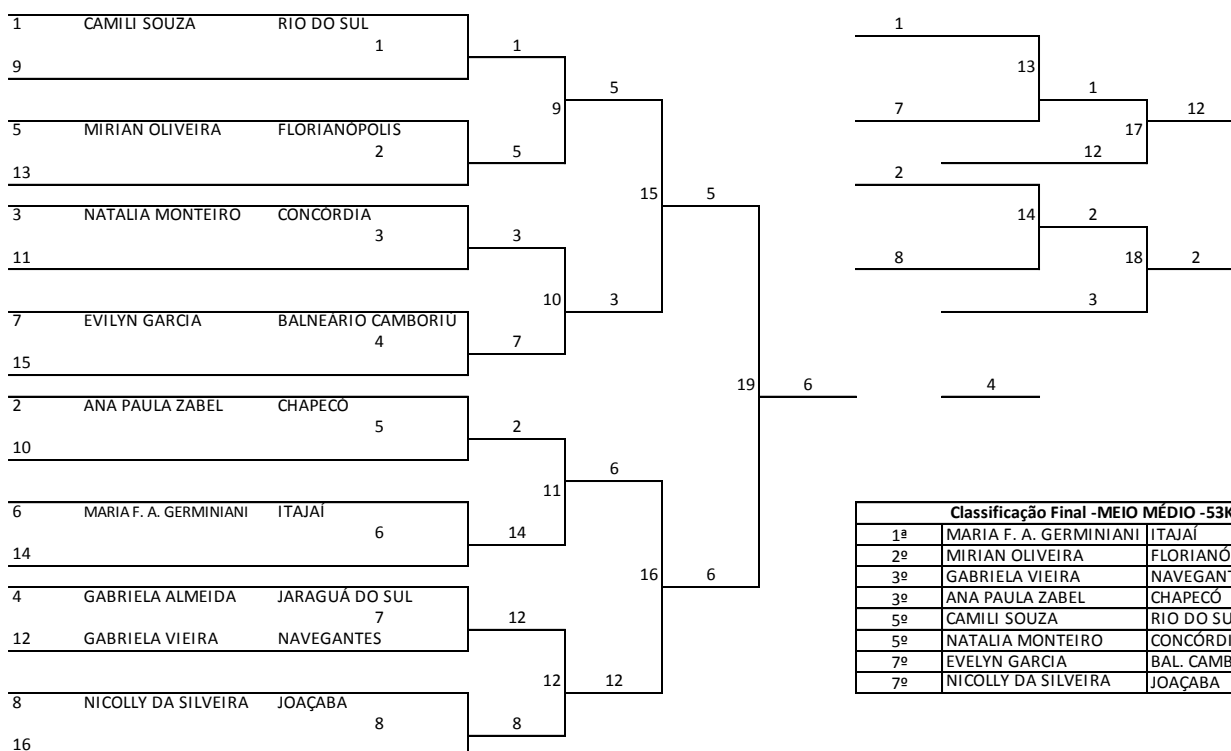 1 CAMILI SOUZA RIO DO SUL
1
9
1
5 MIRIAN OLIVEIRA FLORIANÓPOLIS
2
13
5
9
5
3 NATALIA MONTEIRO CONCÓRDIA
3
11
3
7 EVILYN GARCIA BALNEÁRIO CAMBORIÚ
4
15
7
10
3
15
5
2 ANA PAULA ZABEL CHAPECÓ
5
10
2
6 MARIA F. A. GERMINIANI ITAJAÍ
6
14
14
11
6
4 GABRIELA ALMEIDA JARAGUÁ DO SUL
7
12 GABRIELA VIEIRA NAVEGANTES
12
8 NICOLLY DA SILVEIRA JOAÇABA
8
16
8
12
12
16
6
19
6
1
13
7
1
17
12
12
2
14
8
2
18
3
2
4
Classificação Final -MEIO MÉDIO -53K
1ª MARIA F. A. GERMINIANI ITAJAÍ
2º MIRIAN OLIVEIRA FLORIANÓ
3º GABRIELA VIEIRA NAVEGANT
3º ANA PAULA ZABEL CHAPECÓ
5º CAMILI SOUZA RIO DO SU
5º NATALIA MONTEIRO CONCÓRDI
7º EVELYN GARCIA BAL. CAMB
7º NICOLLY DA SILVEIRA JOAÇABA